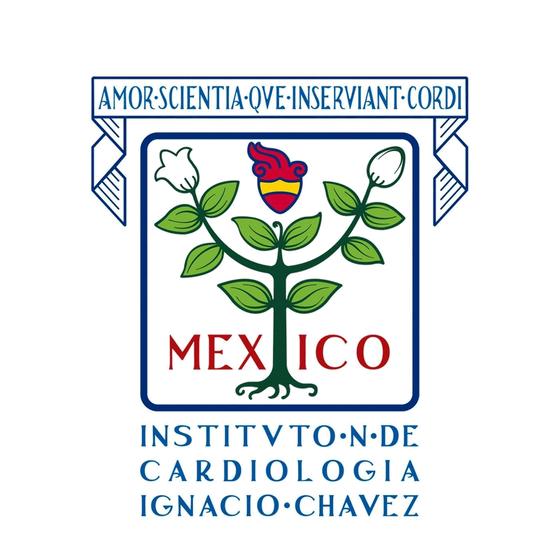 AMOR·SCIENTIA·QVE·INSERVIANT·CORDI
MEXICO
INSTITVTO·N·DE
CARDIOLOGIA
IGNACIO·CHAVEZ